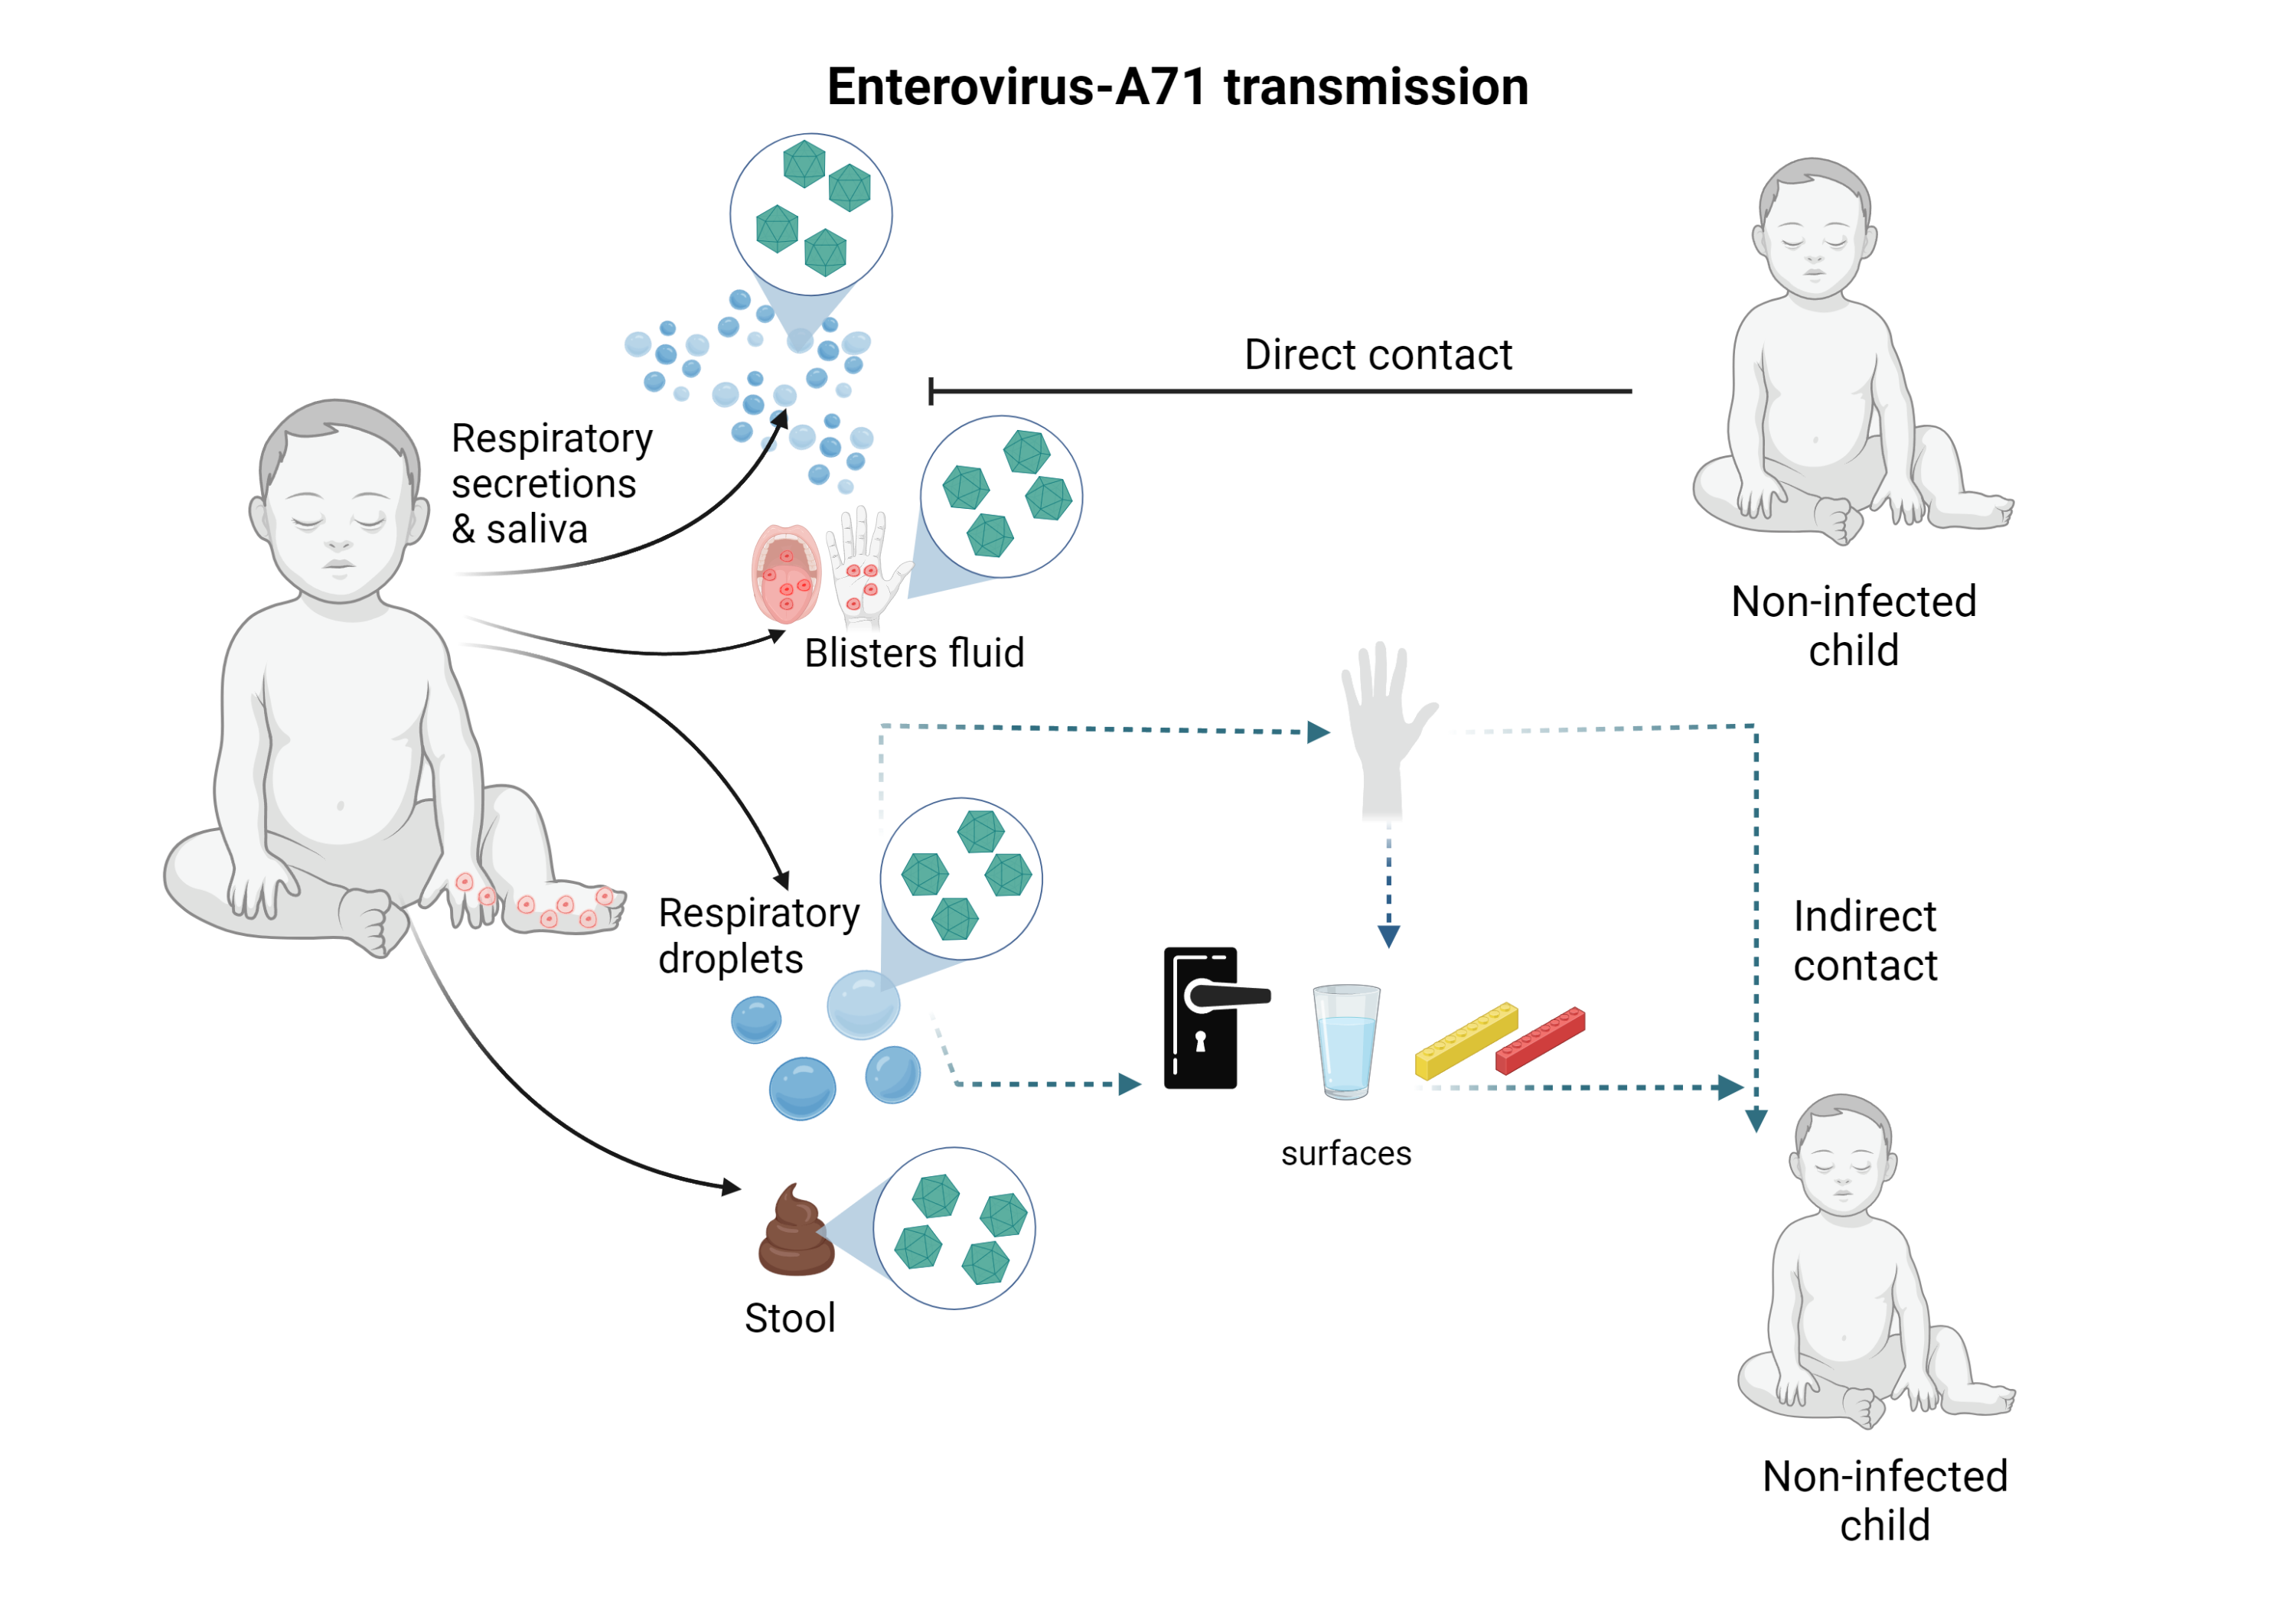 Enterovirus-A71 transmission
Direct contact
Respiratory
secretions
& saliva
Non-infected
child
Blisters fluid
Respiratory
droplets
Indirect
contact
surfaces
Stool
Non-infected
child